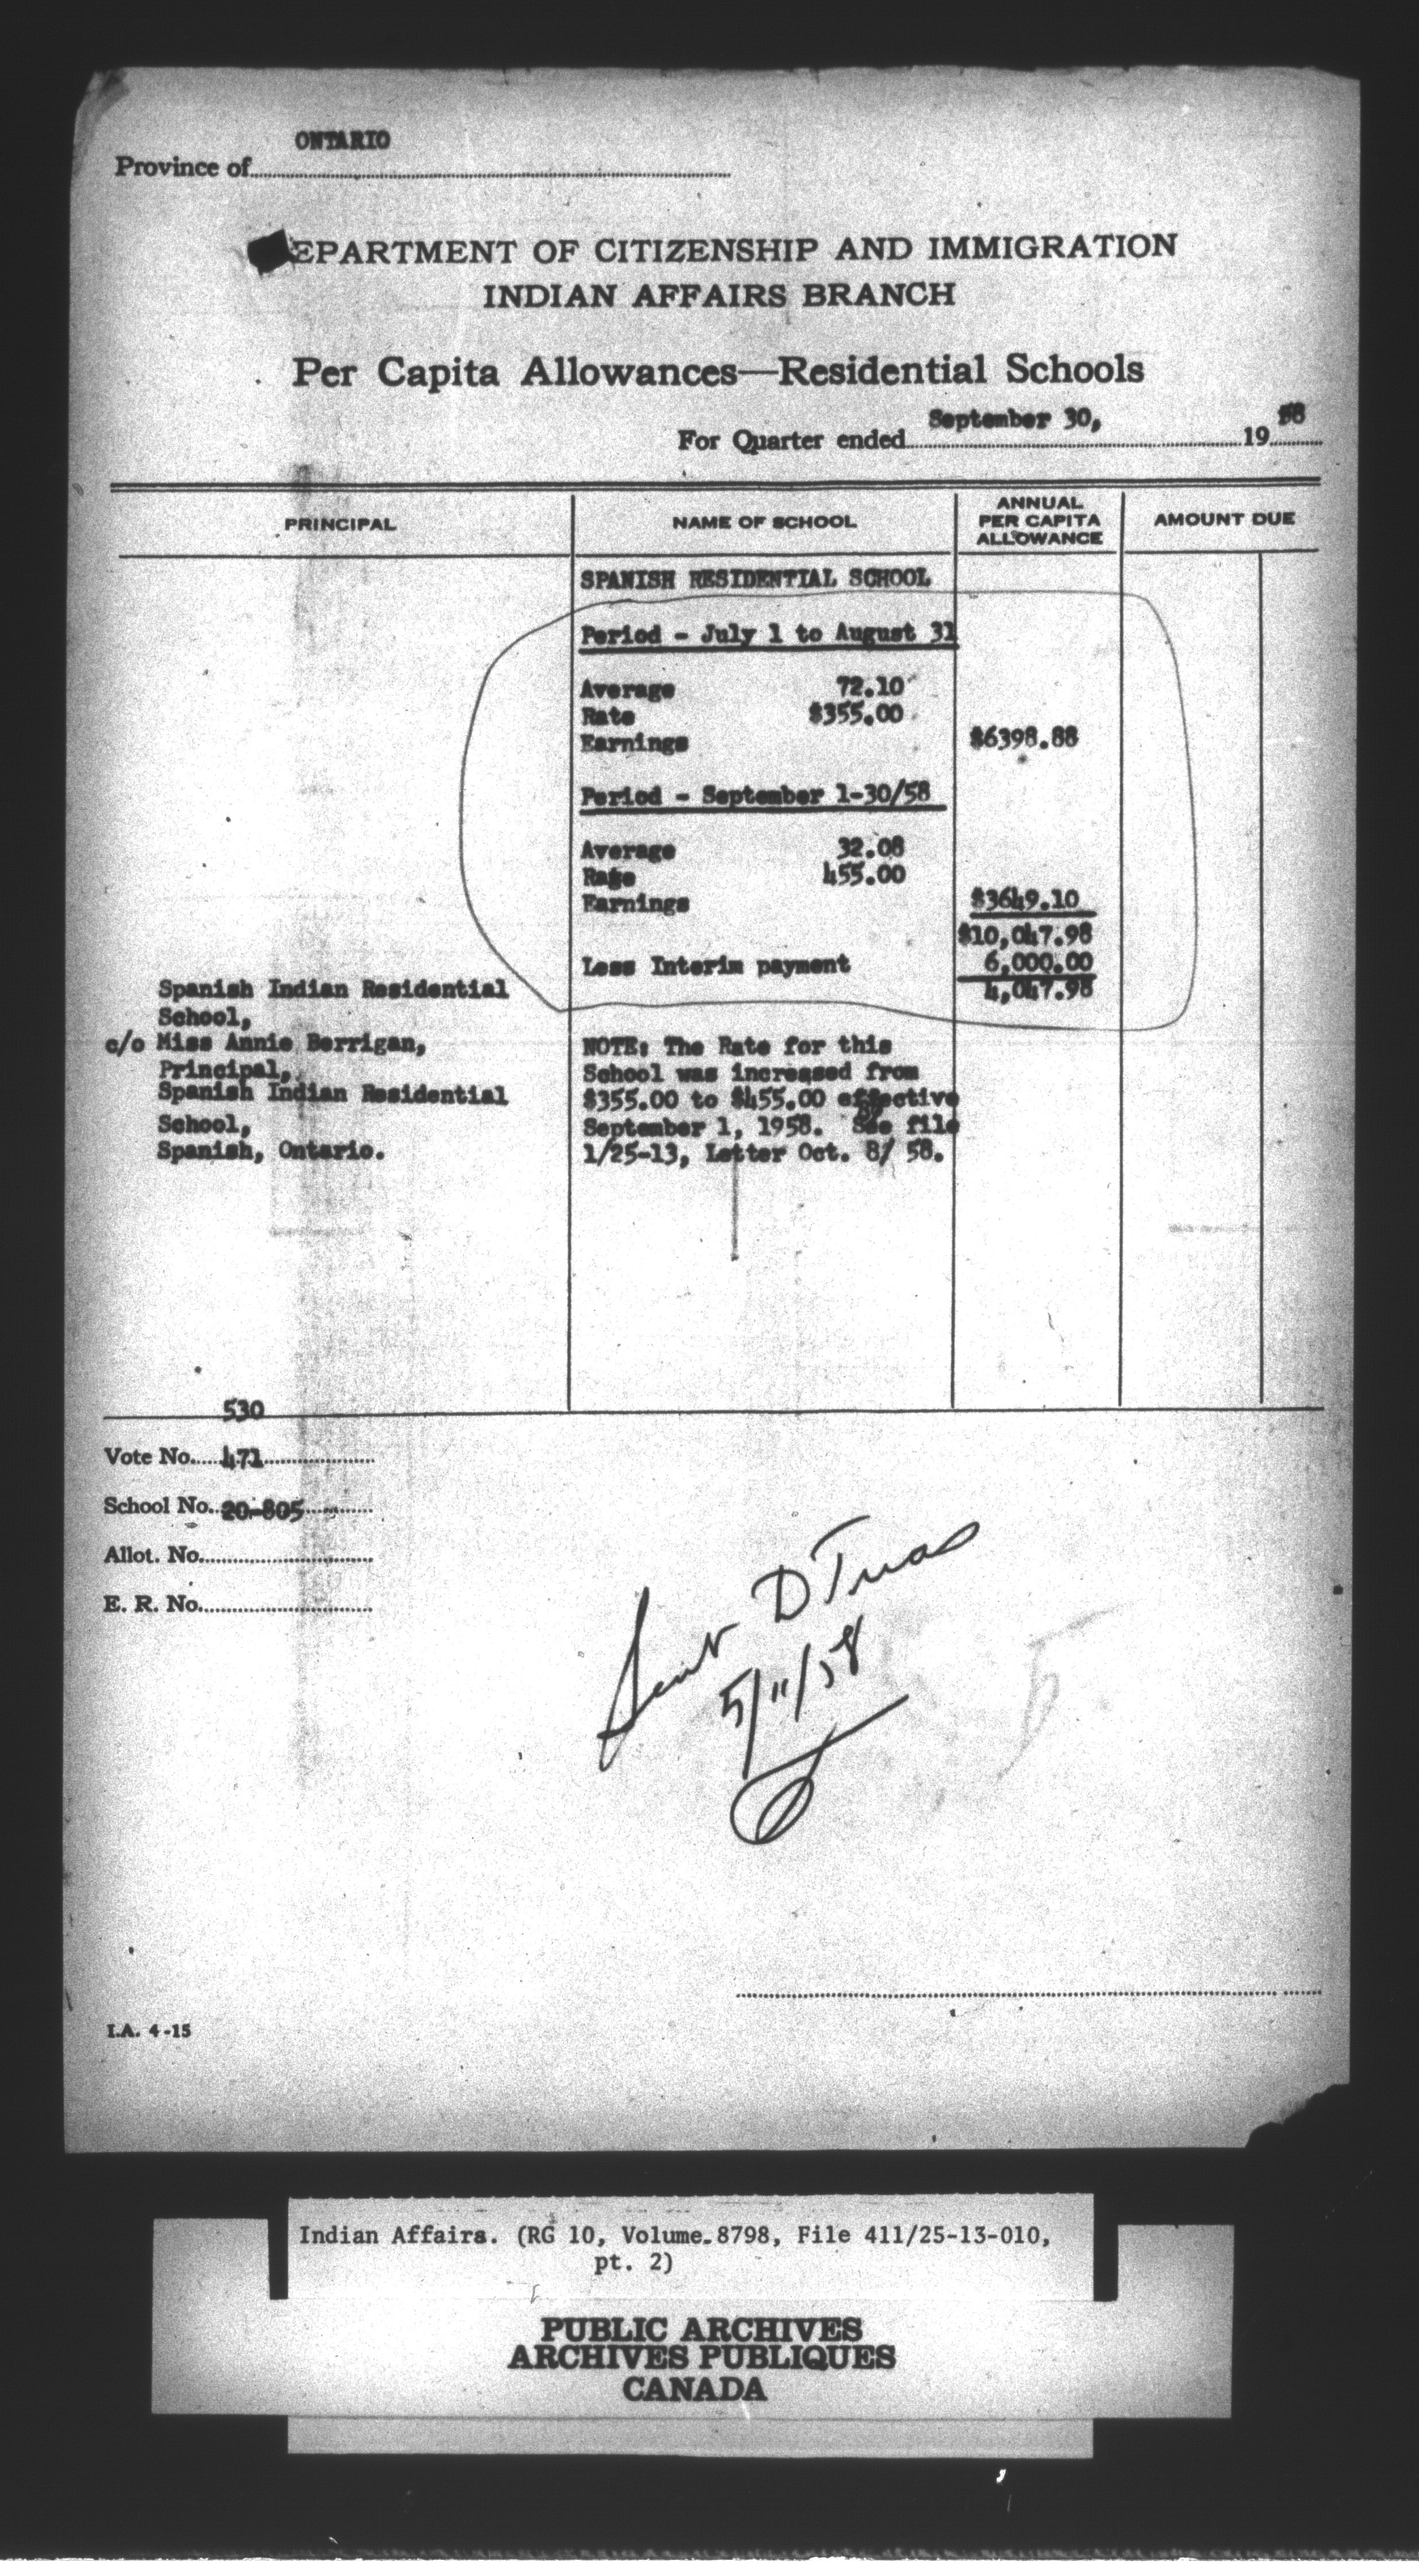 ONTARIO
Province of
EPARTMENT OF CITIZENSHIP AND IMMIGRATION
INDIAN AFFAIRS BRANCH
Per Capita Allowances—Residential Schools
For Quarter ended September 30, 19 58
PRINCIPAL
NAME OF SCHOOL
ANNUAL
PER CAPITA
ALLOWANCE
AMOUNT DUE
SPANISH RESIDENTIAL SCHOOL
Period - July 1 to August 31
Average 72.10
Rate $355.00
Earnings $6398.88
Period - September 1-30/58
Average 32.08
Rate 455.00
Earnings $3649.10
$10,047.98
Less Interim payment 6,000.00
4,047.98
Spanish Indian Residential
School,
c/o Miss Annie Berrigan,
Principal,
Spanish Indian Residential
School,
Spanish, Ontario.
NOTE: The Rate for this
School was increased from
$355.00 to $455.00 effective
September 1, 1958. See file
1/25-13, Letter Oct. 8/ 58.
530
Vote No. 471
School No. 20-805
Allot. No.
E. R. No.
Sent D Treas
5/11/58
I.A. 4-15
Indian Affairs. (RG 10, Volume 8798, File 411/25-13-010,
pt. 2)
PUBLIC ARCHIVES
ARCHIVES PUBLIQUES
CANADA